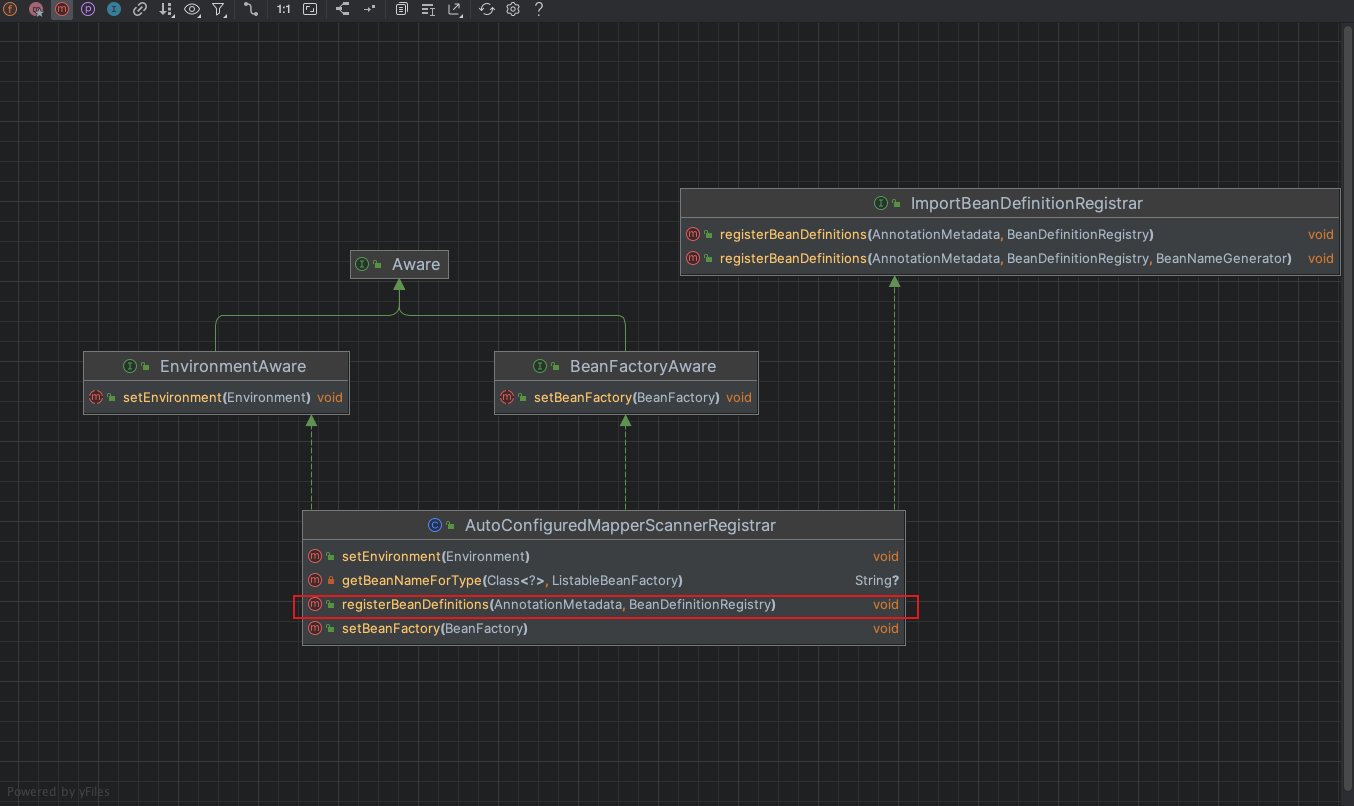 1:1
ImportBeanDefinitionRegistrar
registerBeanDefinitions(AnnotationMetadata, BeanDefinitionRegistry) void
registerBeanDefinitions(AnnotationMetadata, BeanDefinitionRegistry, BeanNameGenerator) void
Aware
EnvironmentAware
setEnvironment(Environment) void
BeanFactoryAware
setBeanFactory(BeanFactory) void
AutoConfiguredMapperScannerRegistrar
setEnvironment(Environment) void
getBeanNameForType(Class<?>, ListableBeanFactory) String?
registerBeanDefinitions(AnnotationMetadata, BeanDefinitionRegistry) void
setBeanFactory(BeanFactory) void
Powered by yFiles